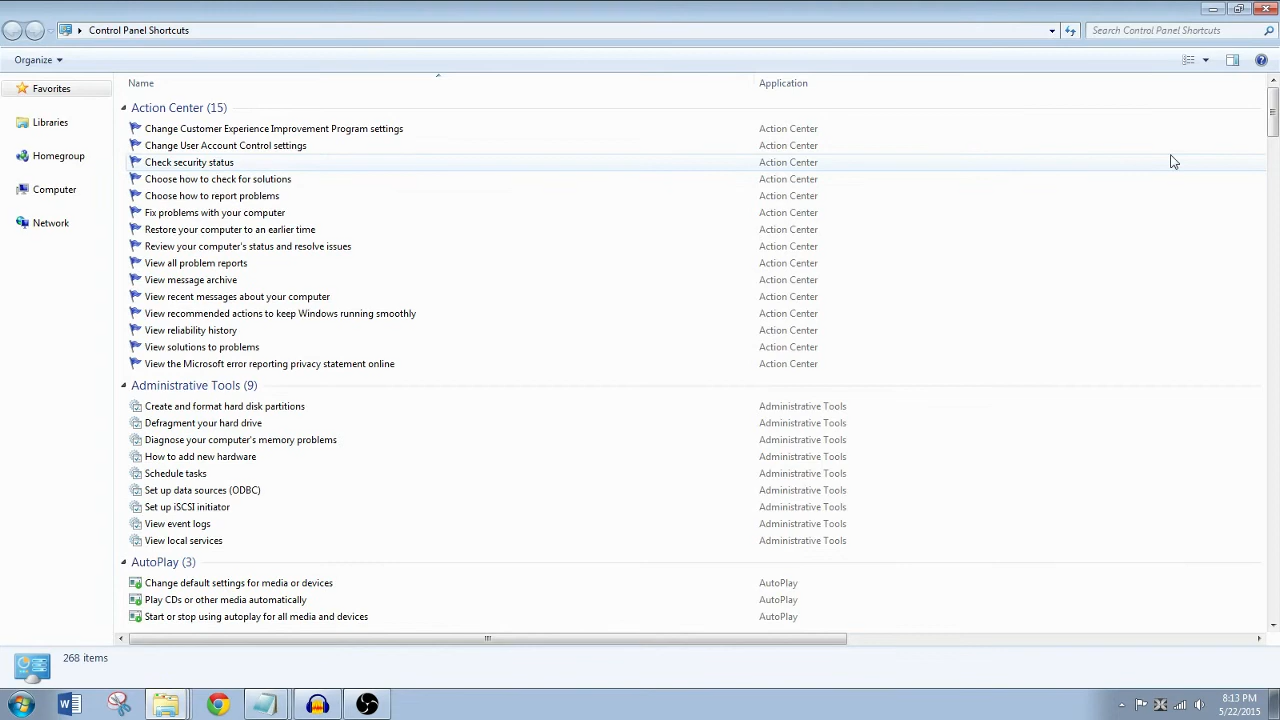 Control Panel Shortcuts
Search Control Panel Shortcuts
Organize
Favorites
Libraries
Homegroup
Computer
Network
Name Application
Action Center (15)
Change Customer Experience Improvement Program settings Action Center
Change User Account Control settings Action Center
Check security status Action Center
Choose how to check for solutions Action Center
Choose how to report problems Action Center
Fix problems with your computer Action Center
Restore your computer to an earlier time Action Center
Review your computer's status and resolve issues Action Center
View all problem reports Action Center
View message archive Action Center
View recent messages about your computer Action Center
View recommended actions to keep Windows running smoothly Action Center
View reliability history Action Center
View solutions to problems Action Center
View the Microsoft error reporting privacy statement online Action Center
Administrative Tools (9)
Create and format hard disk partitions Administrative Tools
Defragment your hard drive Administrative Tools
Diagnose your computer's memory problems Administrative Tools
How to add new hardware Administrative Tools
Schedule tasks Administrative Tools
Set up data sources (ODBC) Administrative Tools
Set up iSCSI initiator Administrative Tools
View event logs Administrative Tools
View local services Administrative Tools
AutoPlay (3)
Change default settings for media or devices AutoPlay
Play CDs or other media automatically AutoPlay
Start or stop using autoplay for all media and devices AutoPlay
268 items
8:13 PM
5/22/2015